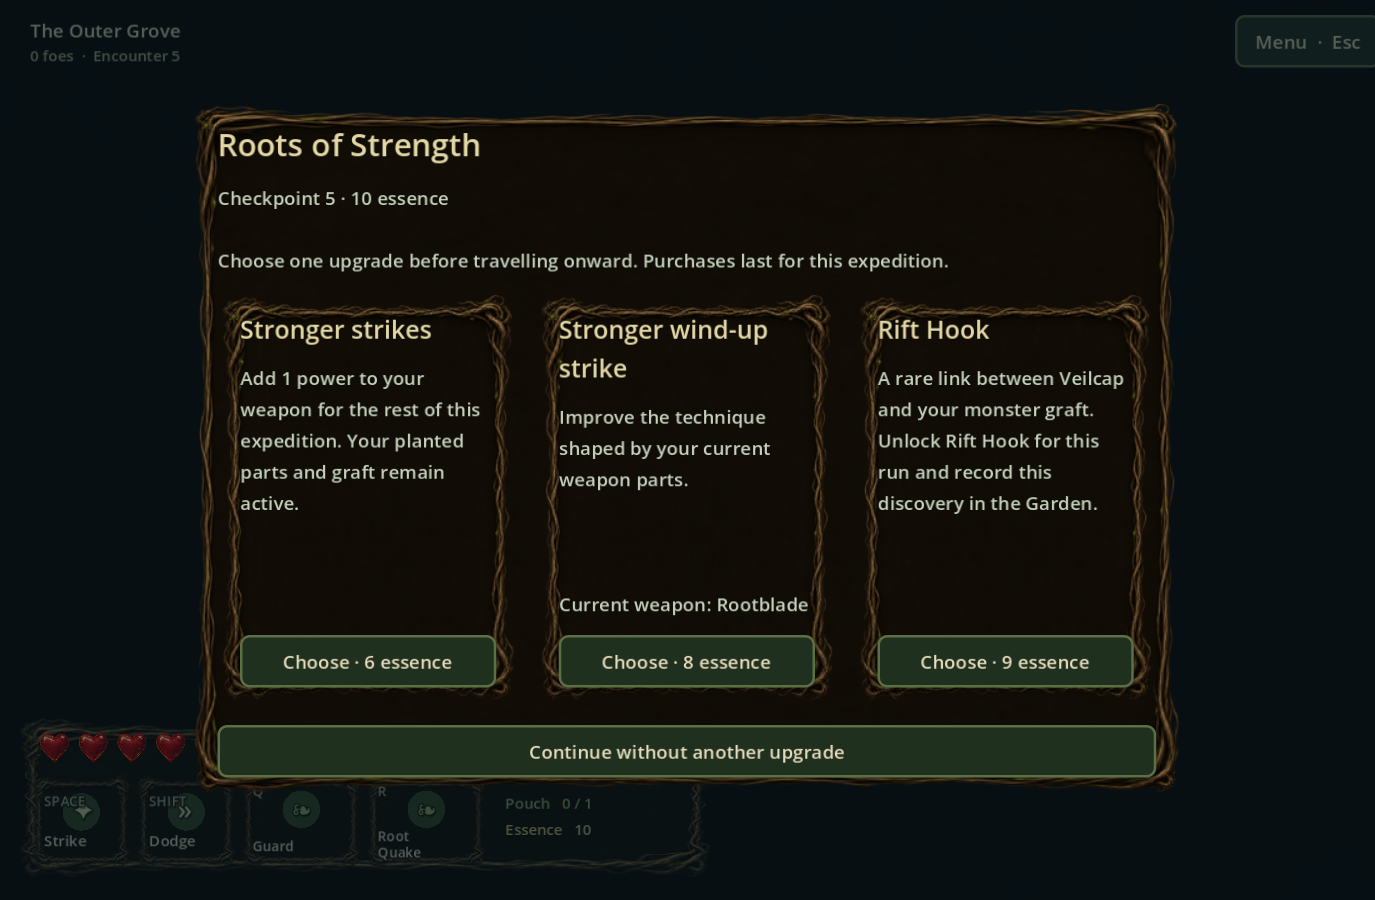 The Outer Grove
0 foes · Encounter 5
Menu · Esc
Roots of Strength
Checkpoint 5 · 10 essence
Choose one upgrade before travelling onward. Purchases last for this expedition.
Stronger strikes
Add 1 power to your
weapon for the rest of this
expedition. Your planted
parts and graft remain
active.
Choose · 6 essence
Stronger wind-up
strike
Improve the technique
shaped by your current
weapon parts.
Current weapon: Rootblade
Choose · 8 essence
Rift Hook
A rare link between Veilcap
and your monster graft.
Unlock Rift Hook for this
run and record this
discovery in the Garden.
Choose · 9 essence
Continue without another upgrade
SPACE
Strike
SHIFT
Dodge
Q
Guard
R
Root
Quake
Pouch 0 / 1
Essence 10